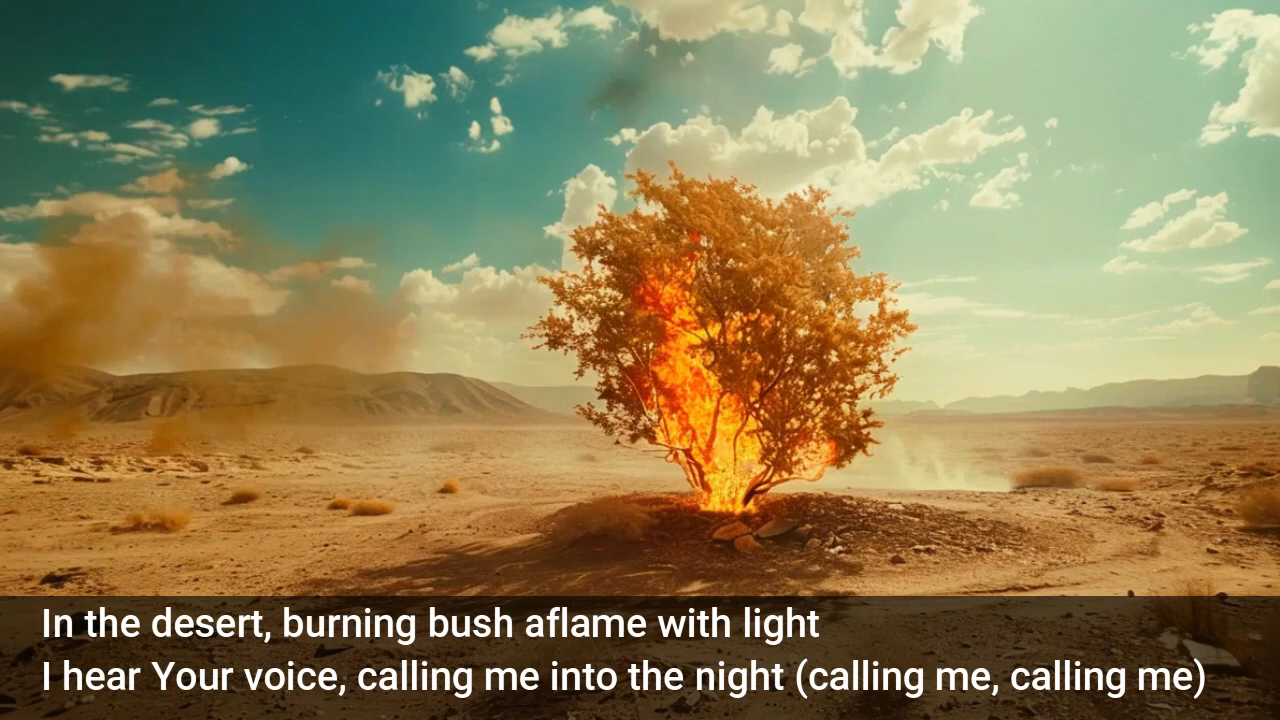 In the desert, burning bush aflame with light
I hear Your voice, calling me into the night (calling me, calling me)